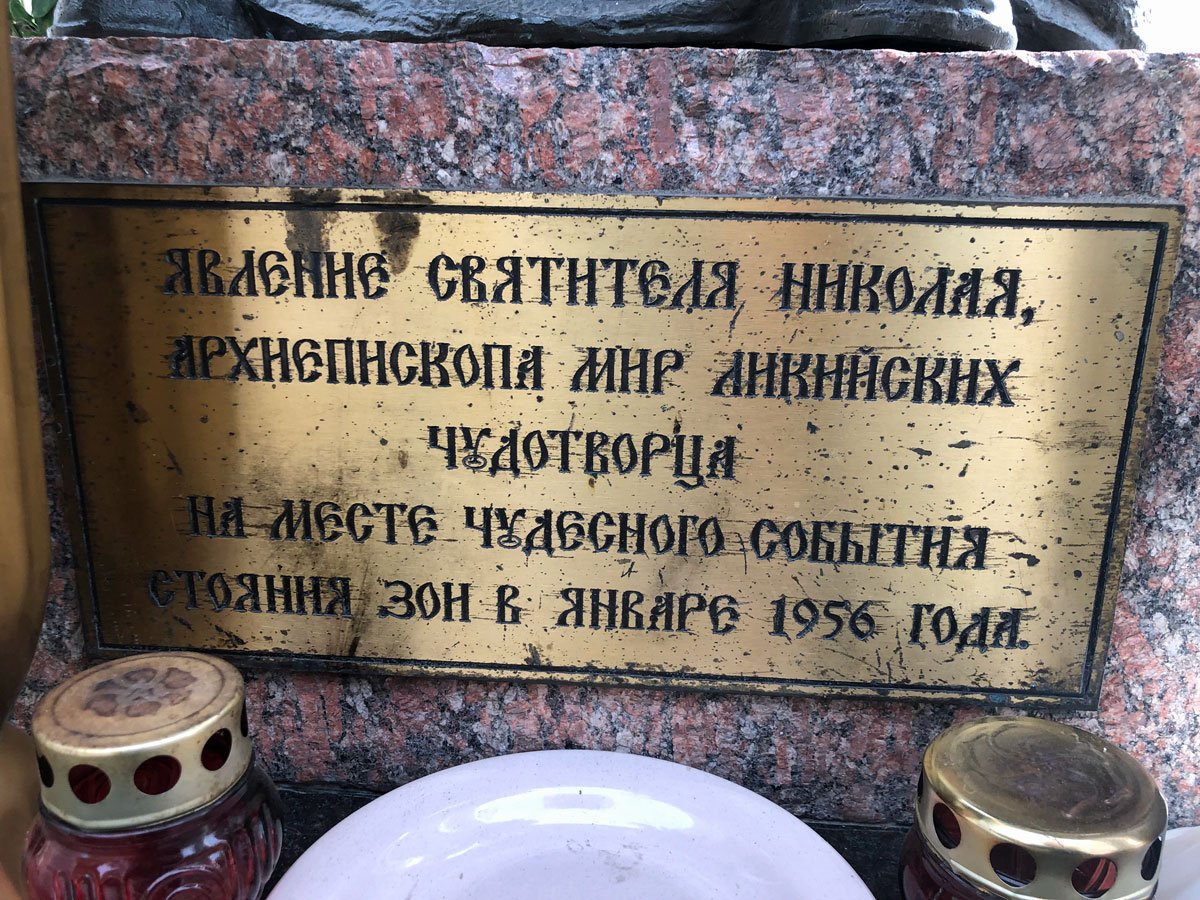 ЯВЛЕНИЕ СВЯТИТЕЛЯ НИКОЛАЯ,
АРХИЕПИСКОПА МИР ЛИКИЙСКИХ
ЧУДОТВОРЦА
НА МЕСТЕ ЧУДЕСНОГО СОБЫТИЯ
СТОЯНИЯ ЗОИ В ЯНВАРЕ 1956 ГОДА.